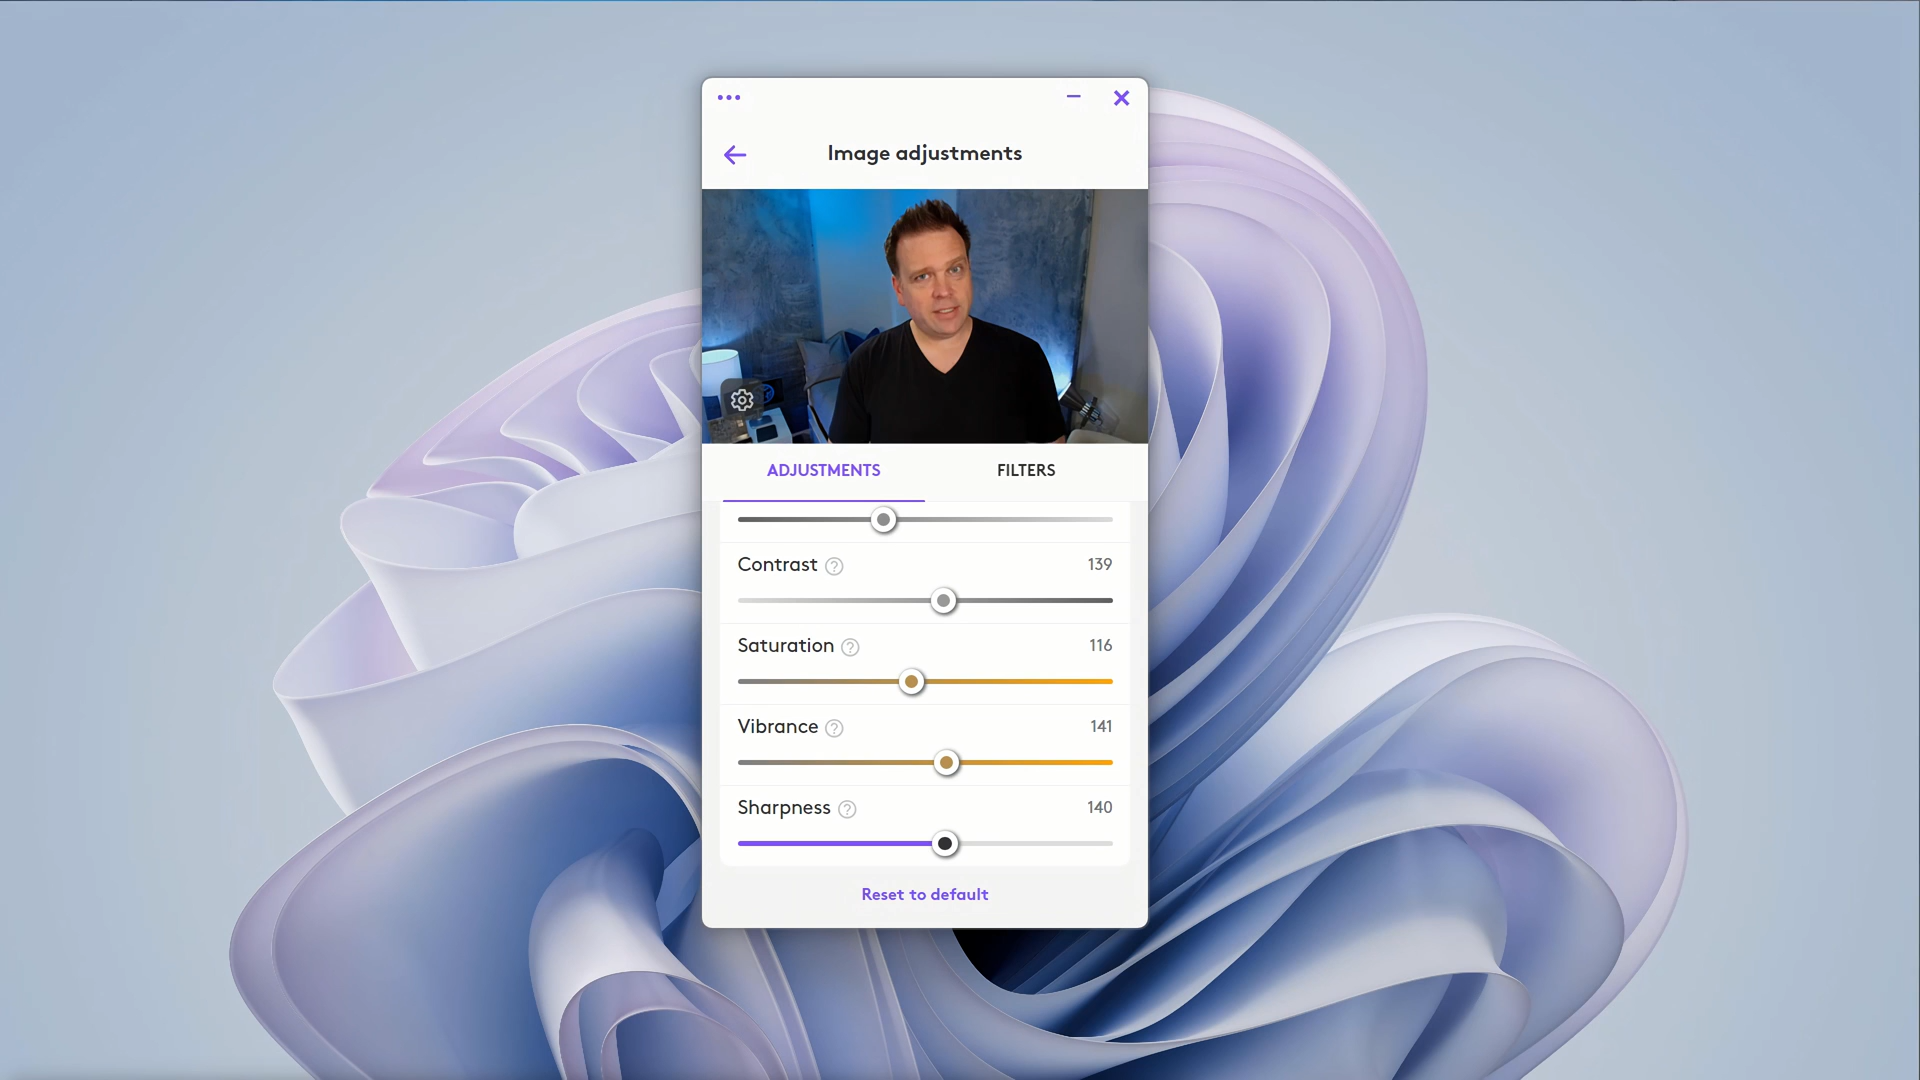 Image adjustments
ADJUSTMENTS FILTERS
Contrast ? 139
Saturation ? 116
Vibrance ? 141
Sharpness ? 140
Reset to default